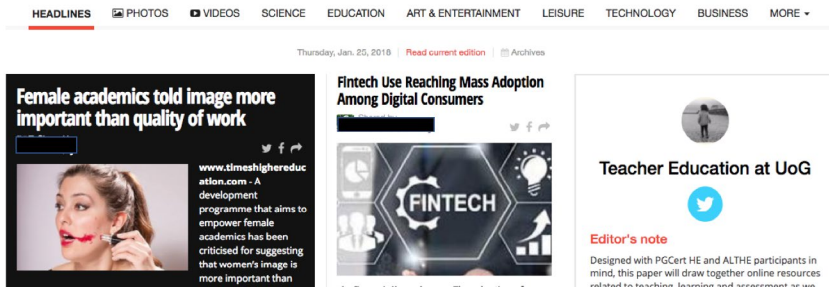 HEADLINES PHOTOS VIDEOS SCIENCE EDUCATION ART & ENTERTAINMENT LEISURE TECHNOLOGY BUSINESS MORE
Thursday, Jan. 25, 2018 Read current edition Archives
Female academics told image more
important than quality of work
www.timeshighereduc
ation.com - A
development
programme that aims to
empower female
academics has been
criticised for suggesting
that women's image is
more important than
Fintech Use Reaching Mass Adoption
Among Digital Consumers
Shared by
FINTECH
Teacher Education at UoG
Editor's note
Designed with PGCert HE and ALTHE participants in
mind, this paper will draw together online resources
related to teaching, learning and assessment as we